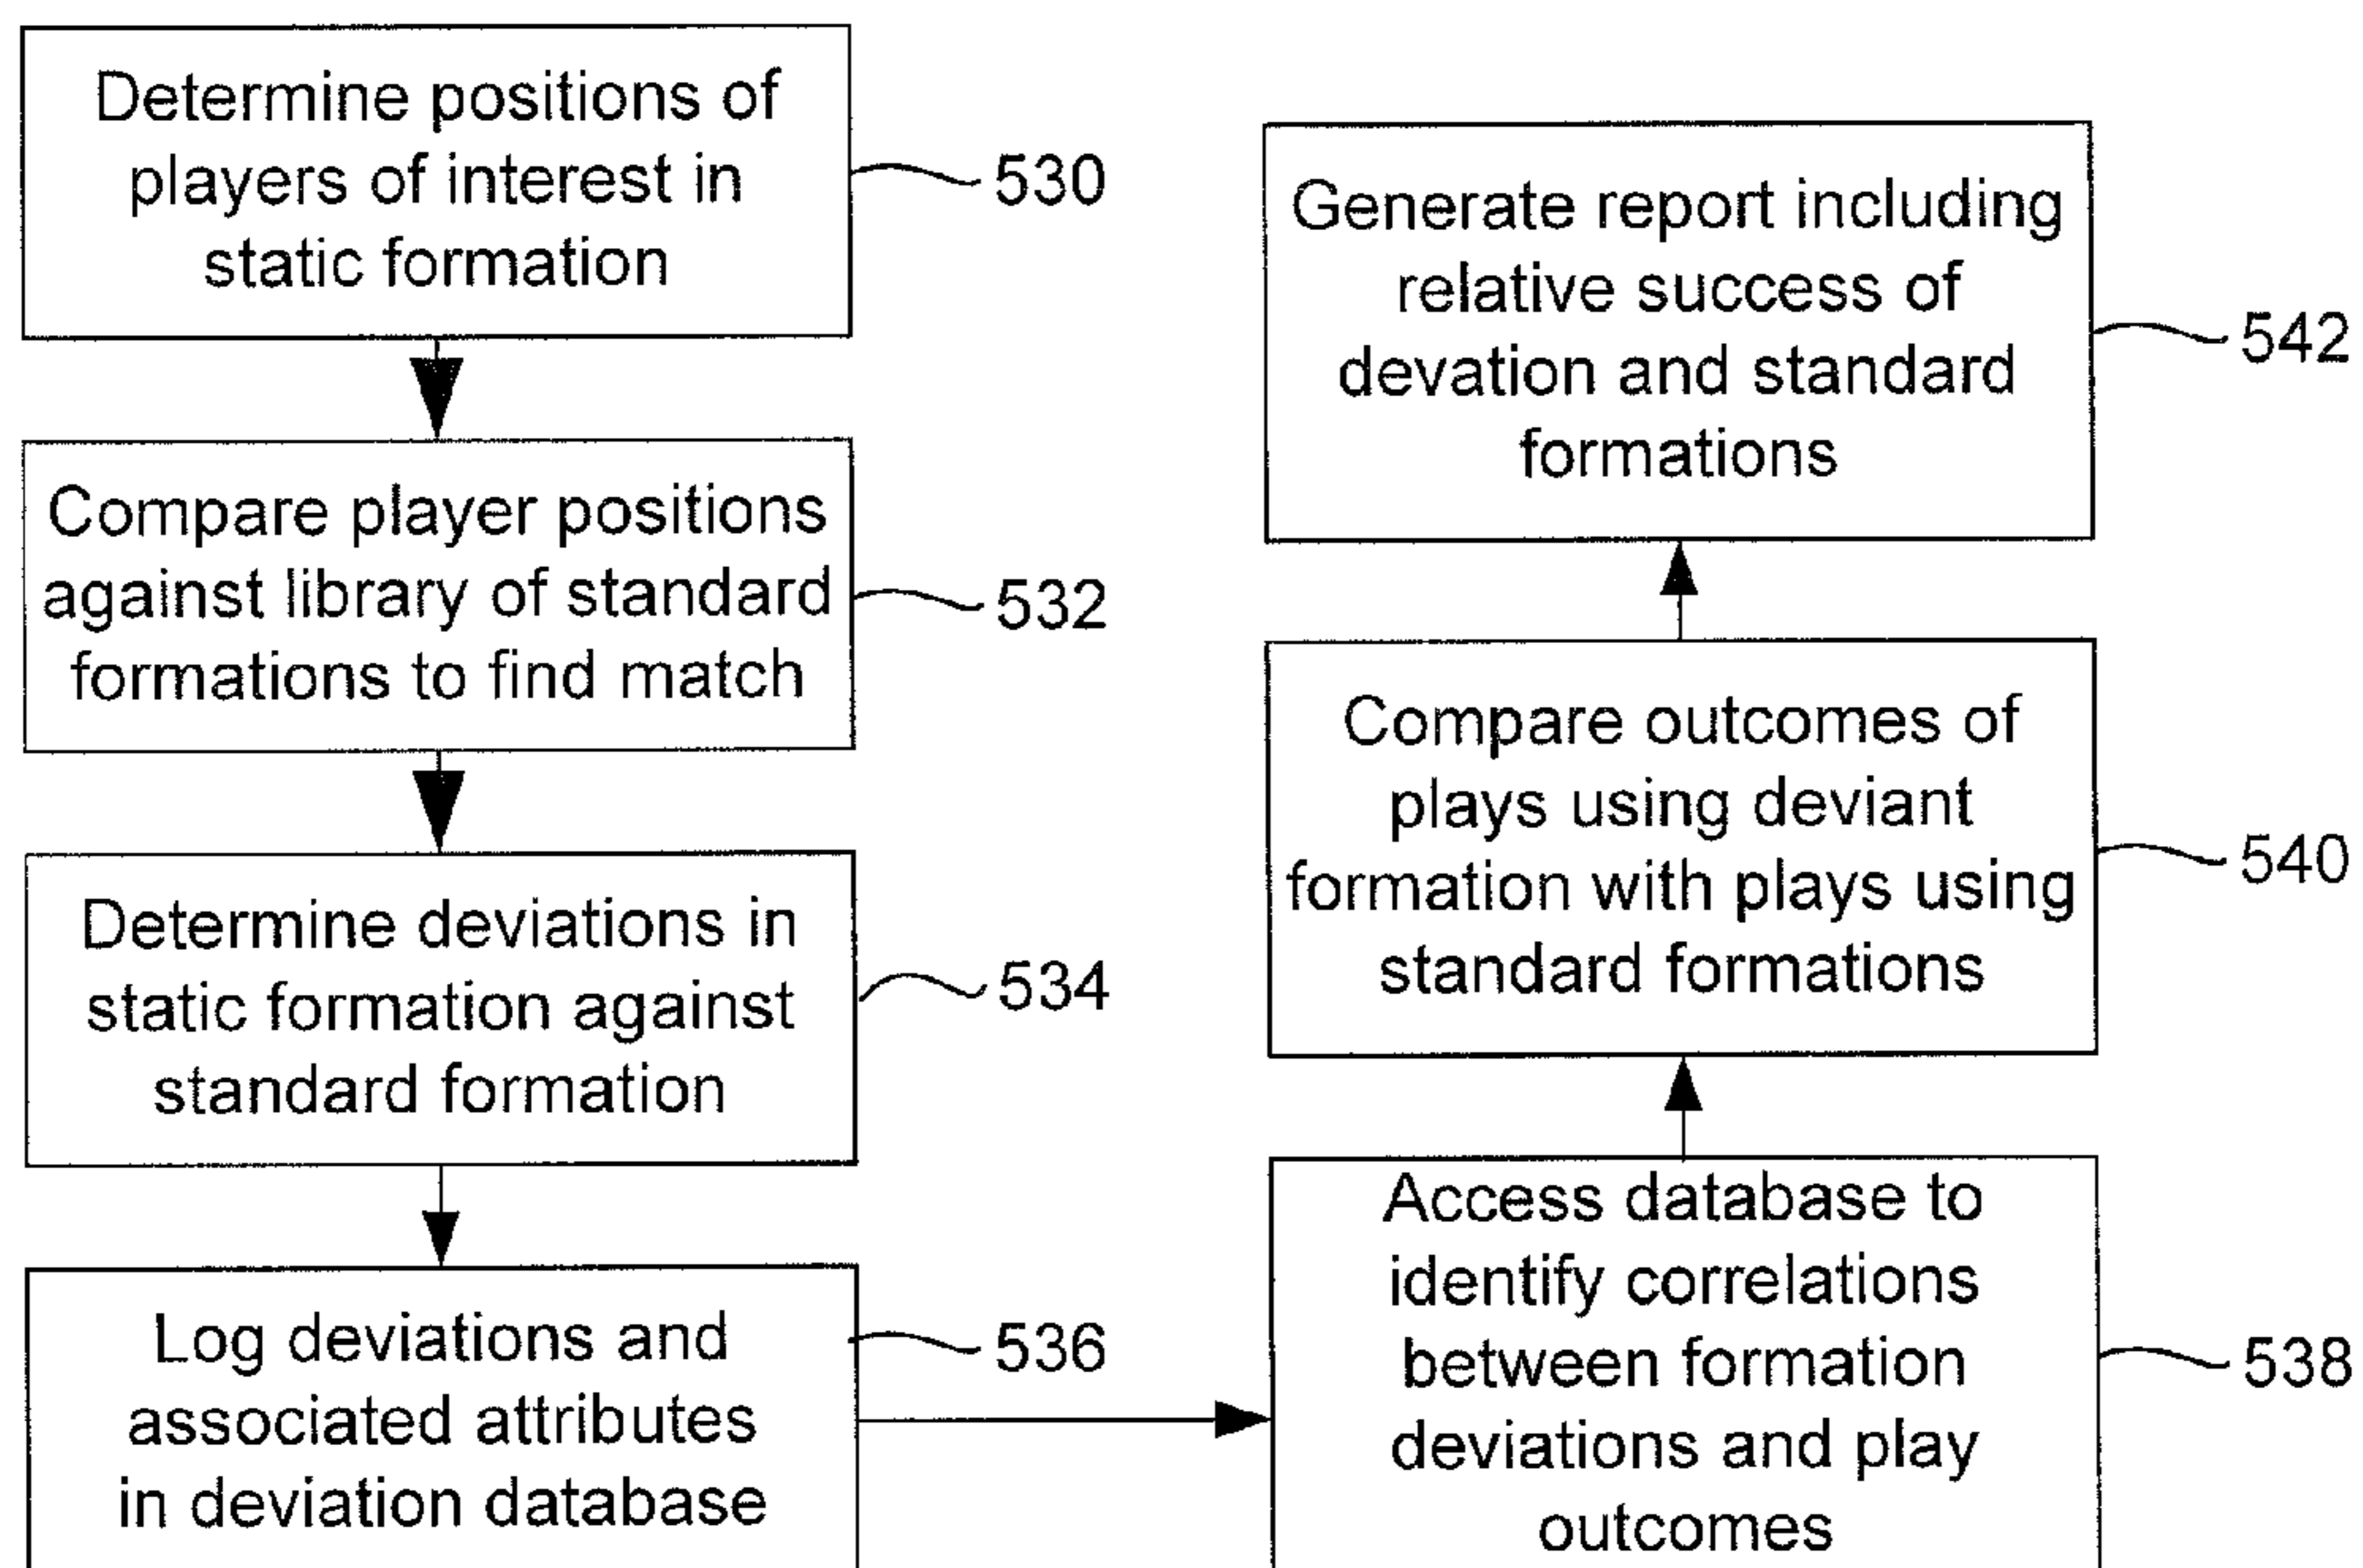 Determine positions of
players of interest in
static formation
530
Compare player positions
against library of standard
formations to find match
532
Determine deviations in
static formation against
standard formation
534
Log deviations and
associated attributes
in deviation database
536
Access database to
identify correlations
between formation
deviations and play
outcomes
538
Compare outcomes of
plays using deviant
formation with plays using
standard formations
540
Generate report including
relative success of
devation and standard
formations
542